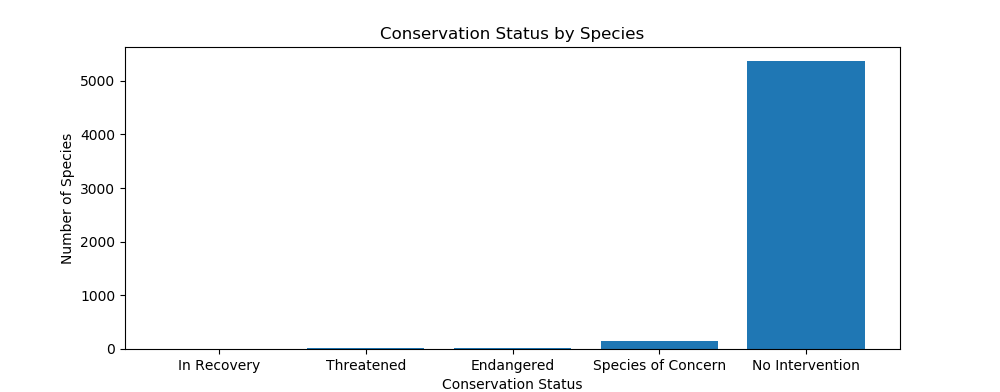 Conservation Status by Species
Number of Species
5000
4000
3000
2000
1000
0
In Recovery
Threatened
Endangered
Species of Concern
No Intervention
Conservation Status